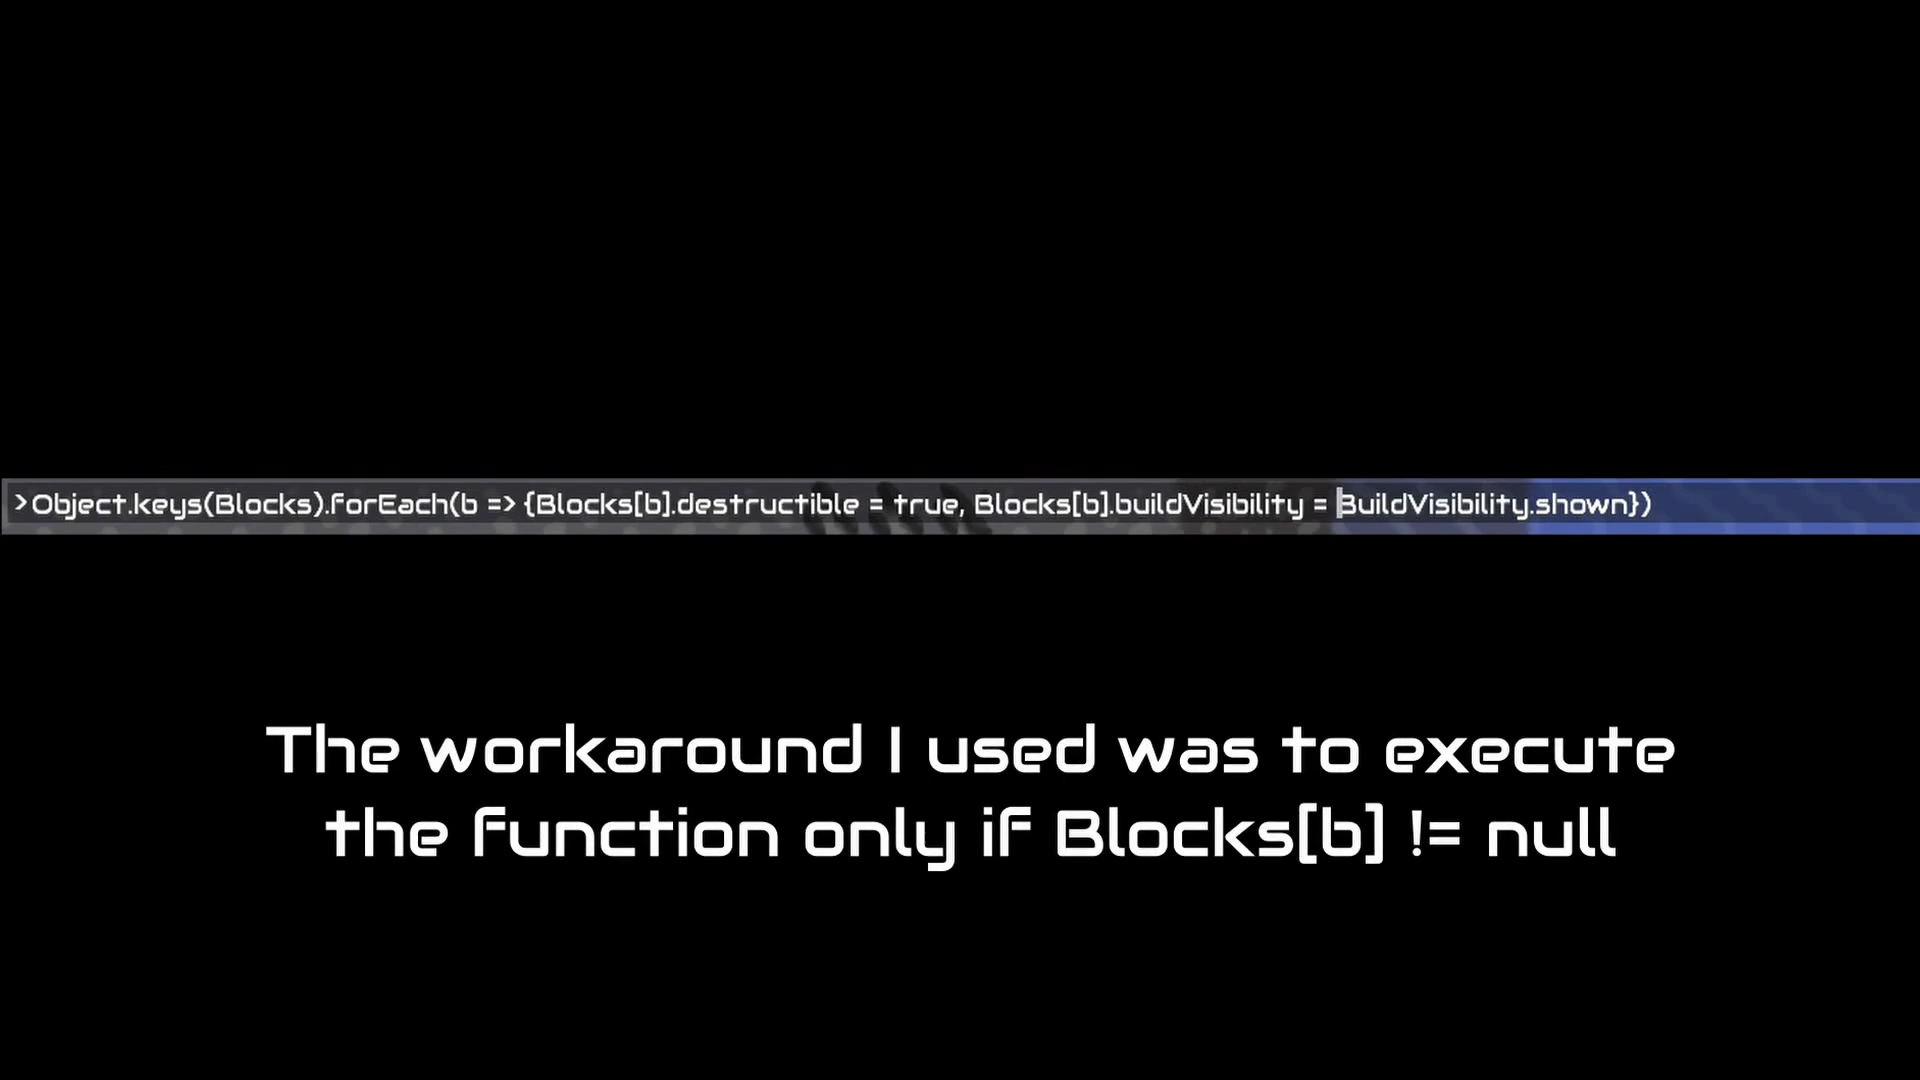 >Object.keys(Blocks).forEach(b => {Blocks[b].destructible = true, Blocks[b].buildVisibility = BuildVisibility.shown})
The workaround I used was to execute
the function only if Blocks[b] != null